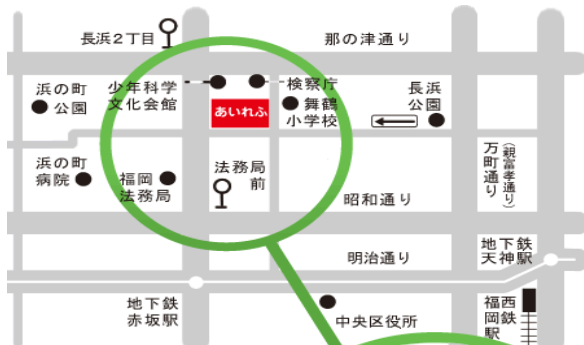 長浜2丁目
那の津通り
浜の町
公園
少年科学
文化会館
あいれふ
検察庁
舞鶴
小学校
長浜
公園
浜の町
病院
福岡
法務局
法務局
前
昭和通り
万町通り
(親富孝通り)
明治通り
地下鉄
天神駅
地下鉄
赤坂駅
中央区役所
西鉄
福岡駅